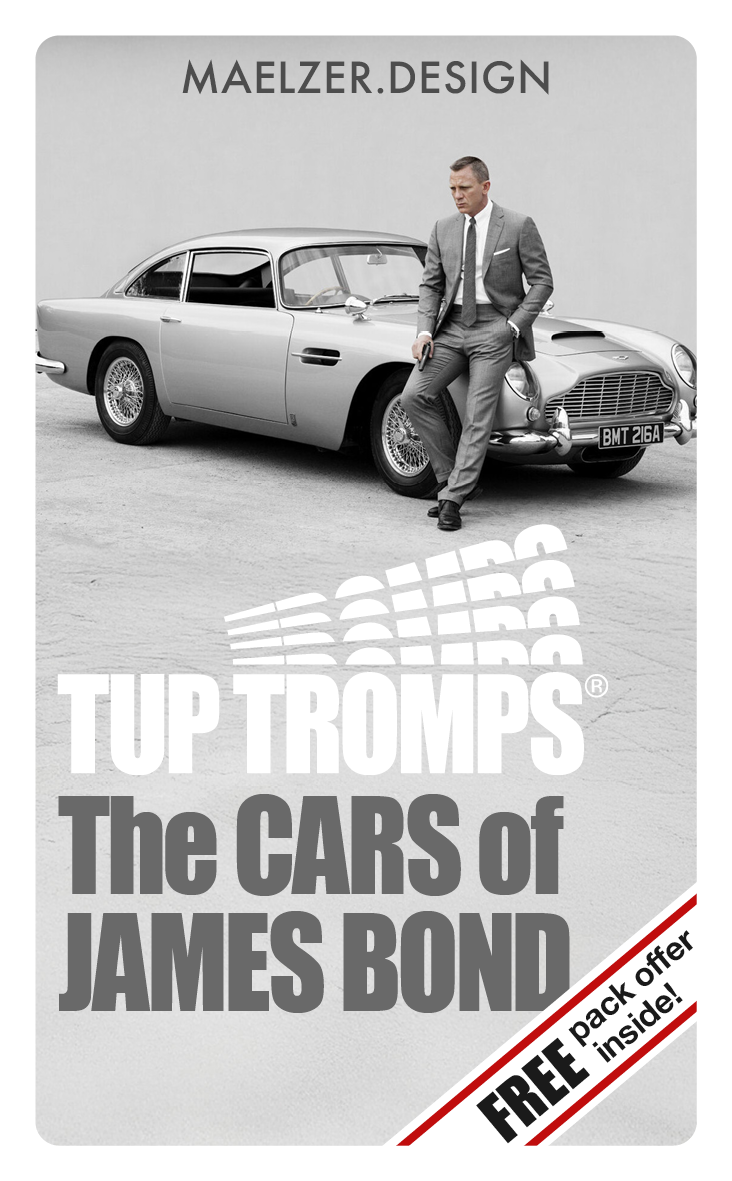 MAELZER.DESIGN
BMT 216A
TUP TROMPS®
The CARS of
JAMES BOND
FREE pack offer
inside!